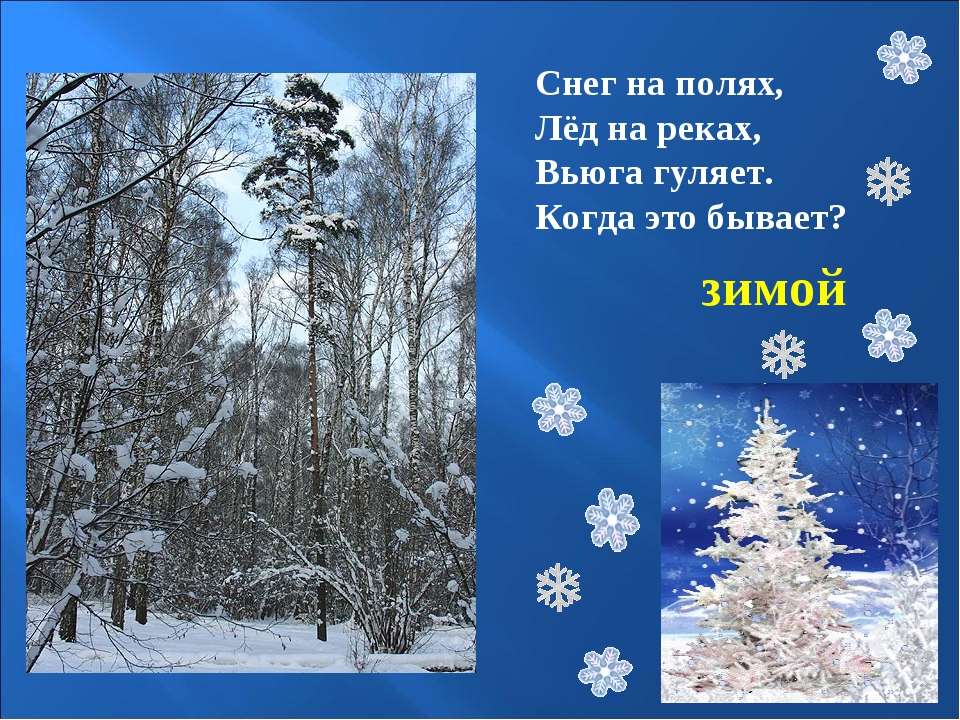 Снег на полях,
Лёд на реках,
Вьюга гуляет.
Когда это бывает?
зимой